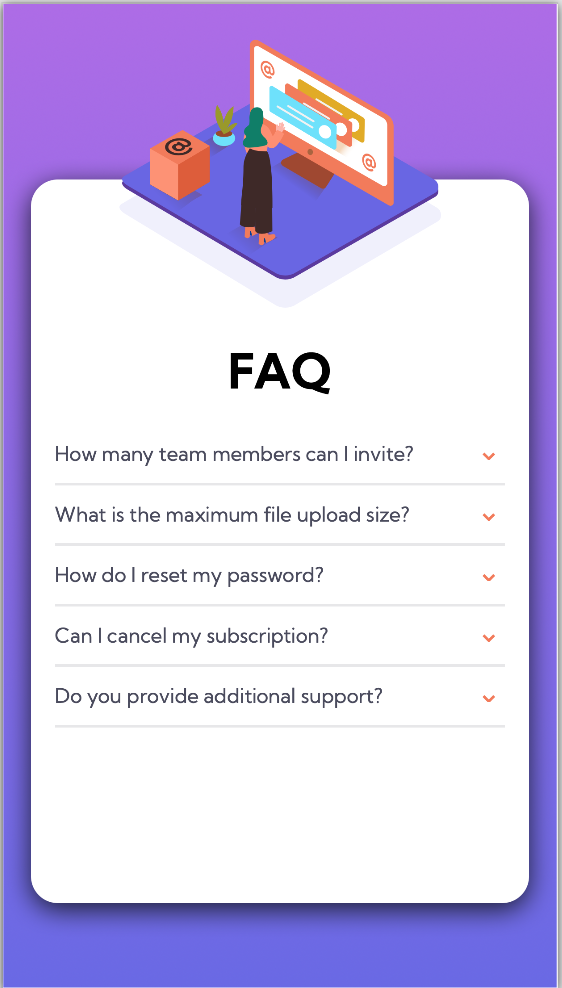 @
@
@
FAQ
How many team members can I invite?
What is the maximum file upload size?
How do I reset my password?
Can I cancel my subscription?
Do you provide additional support?